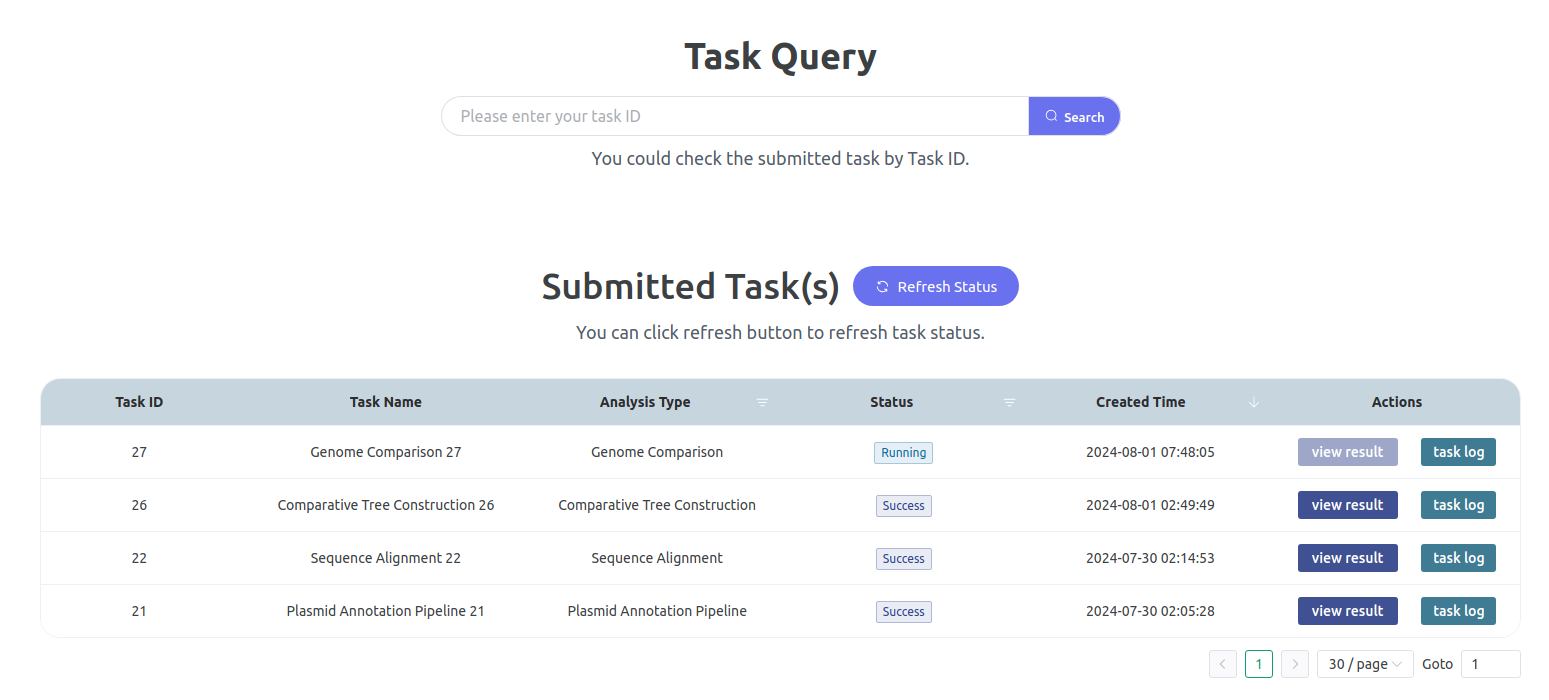 Task Query
Please enter your task ID
Search
You could check the submitted task by Task ID.
Submitted Task(s)
Refresh Status
You can click refresh button to refresh task status.
Task ID Task Name Analysis Type Status Created Time Actions
27 Genome Comparison 27 Genome Comparison Running 2024-08-01 07:48:05 view result task log
26 Comparative Tree Construction 26 Comparative Tree Construction Success 2024-08-01 02:49:49 view result task log
22 Sequence Alignment 22 Sequence Alignment Success 2024-07-30 02:14:53 view result task log
21 Plasmid Annotation Pipeline 21 Plasmid Annotation Pipeline Success 2024-07-30 02:05:28 view result task log
1 30 / page Goto 1